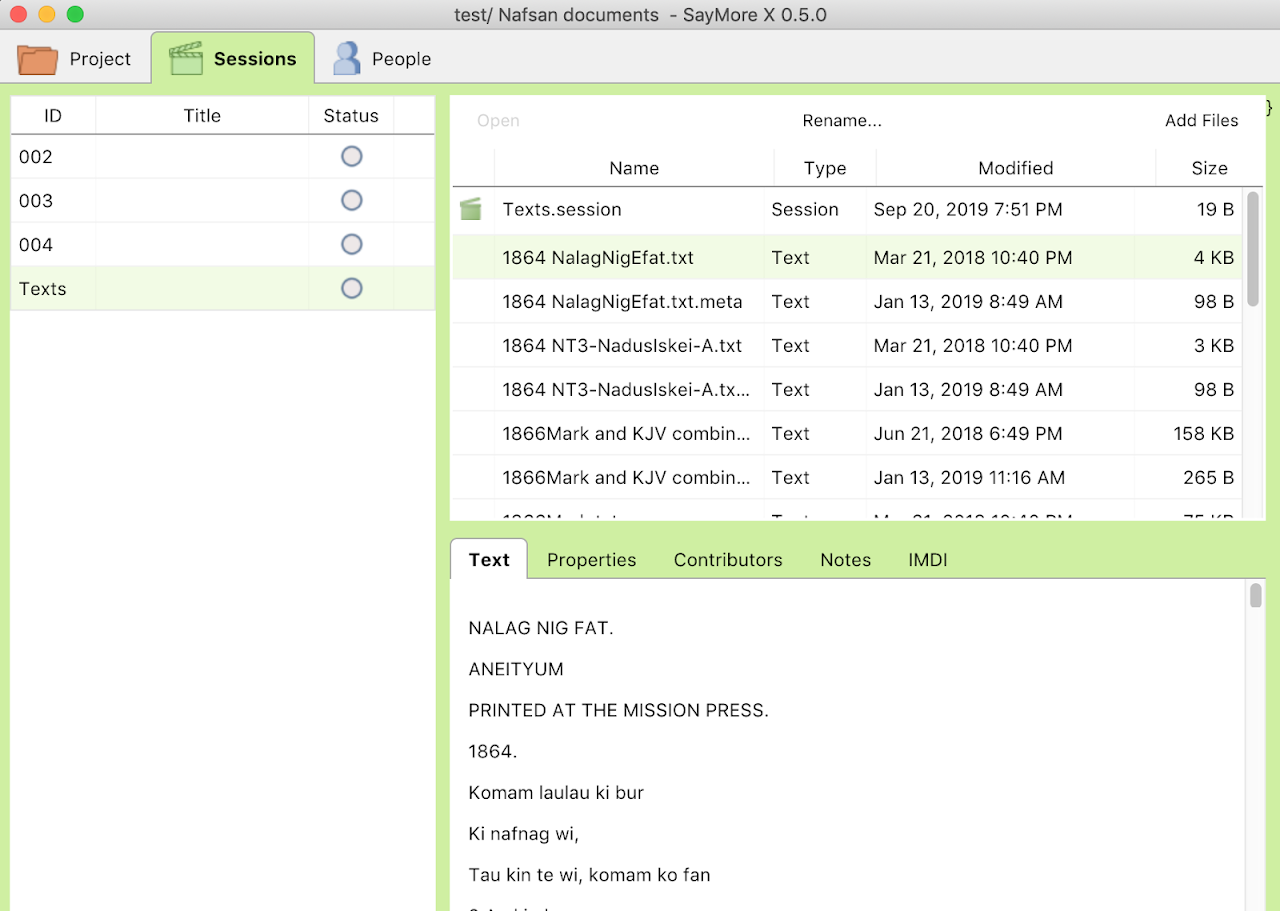 test/ Nafsan documents - SayMore X 0.5.0
Project Sessions People
ID Title Status
002
003
004
Texts
Open Rename... Add Files }
Name Type Modified Size
Texts.session Session Sep 20, 2019 7:51 PM 19 B
1864 NalagNigEfat.txt Text Mar 21, 2018 10:40 PM 4 KB
1864 NalagNigEfat.txt.meta Text Jan 13, 2019 8:49 AM 98 B
1864 NT3-NadusIskei-A.txt Text Mar 21, 2018 10:40 PM 3 KB
1864 NT3-NadusIskei-A.tx... Text Jan 13, 2019 8:49 AM 98 B
1866Mark and KJV combin... Text Jun 21, 2018 6:49 PM 158 KB
1866Mark and KJV combin... Text Jan 13, 2019 11:16 AM 265 B
Text Properties Contributors Notes IMDI
NALAG NIG FAT.
ANEITYUM
PRINTED AT THE MISSION PRESS.
1864.
Komam laulau ki bur
Ki nafnag wi,
Tau kin te wi, komam ko fan